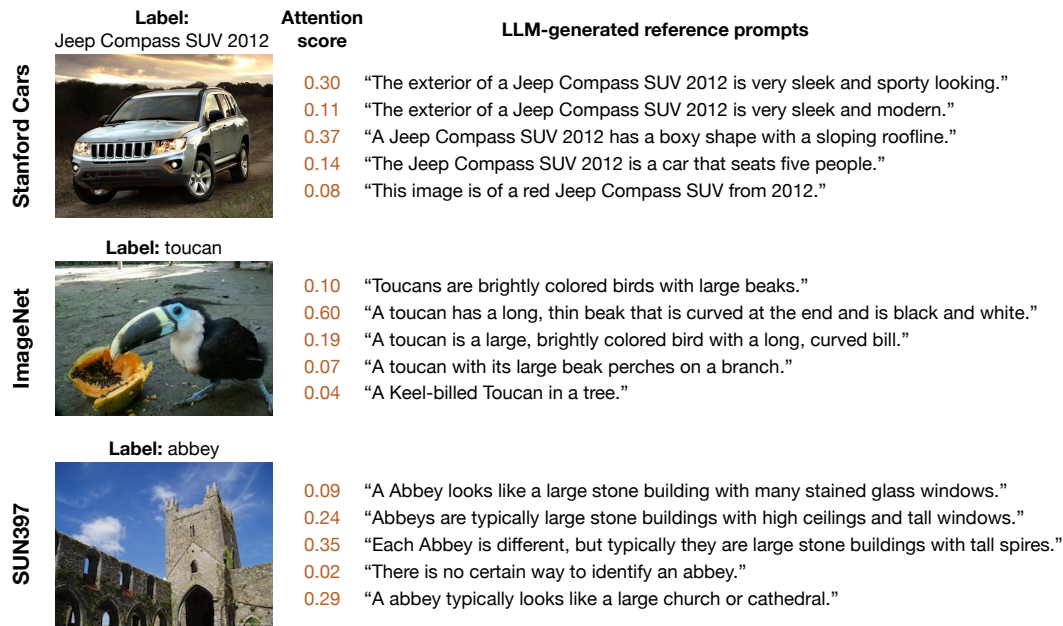 Label:
Jeep Compass SUV 2012
Attention
score
LLM-generated reference prompts
Stanford Cars
0.30 “The exterior of a Jeep Compass SUV 2012 is very sleek and sporty looking.”
0.11 “The exterior of a Jeep Compass SUV 2012 is very sleek and modern.”
0.37 “A Jeep Compass SUV 2012 has a boxy shape with a sloping roofline.”
0.14 “The Jeep Compass SUV 2012 is a car that seats five people.”
0.08 “This image is of a red Jeep Compass SUV from 2012.”
Label: toucan
ImageNet
0.10 “Toucans are brightly colored birds with large beaks.”
0.60 “A toucan has a long, thin beak that is curved at the end and is black and white.”
0.19 “A toucan is a large, brightly colored bird with a long, curved bill.”
0.07 “A toucan with its large beak perches on a branch.”
0.04 “A Keel-billed Toucan in a tree.”
Label: abbey
SUN397
0.09 “A Abbey looks like a large stone building with many stained glass windows.”
0.24 “Abbeys are typically large stone buildings with high ceilings and tall windows.”
0.35 “Each Abbey is different, but typically they are large stone buildings with tall spires.”
0.02 “There is no certain way to identify an abbey.”
0.29 “A abbey typically looks like a large church or cathedral.”